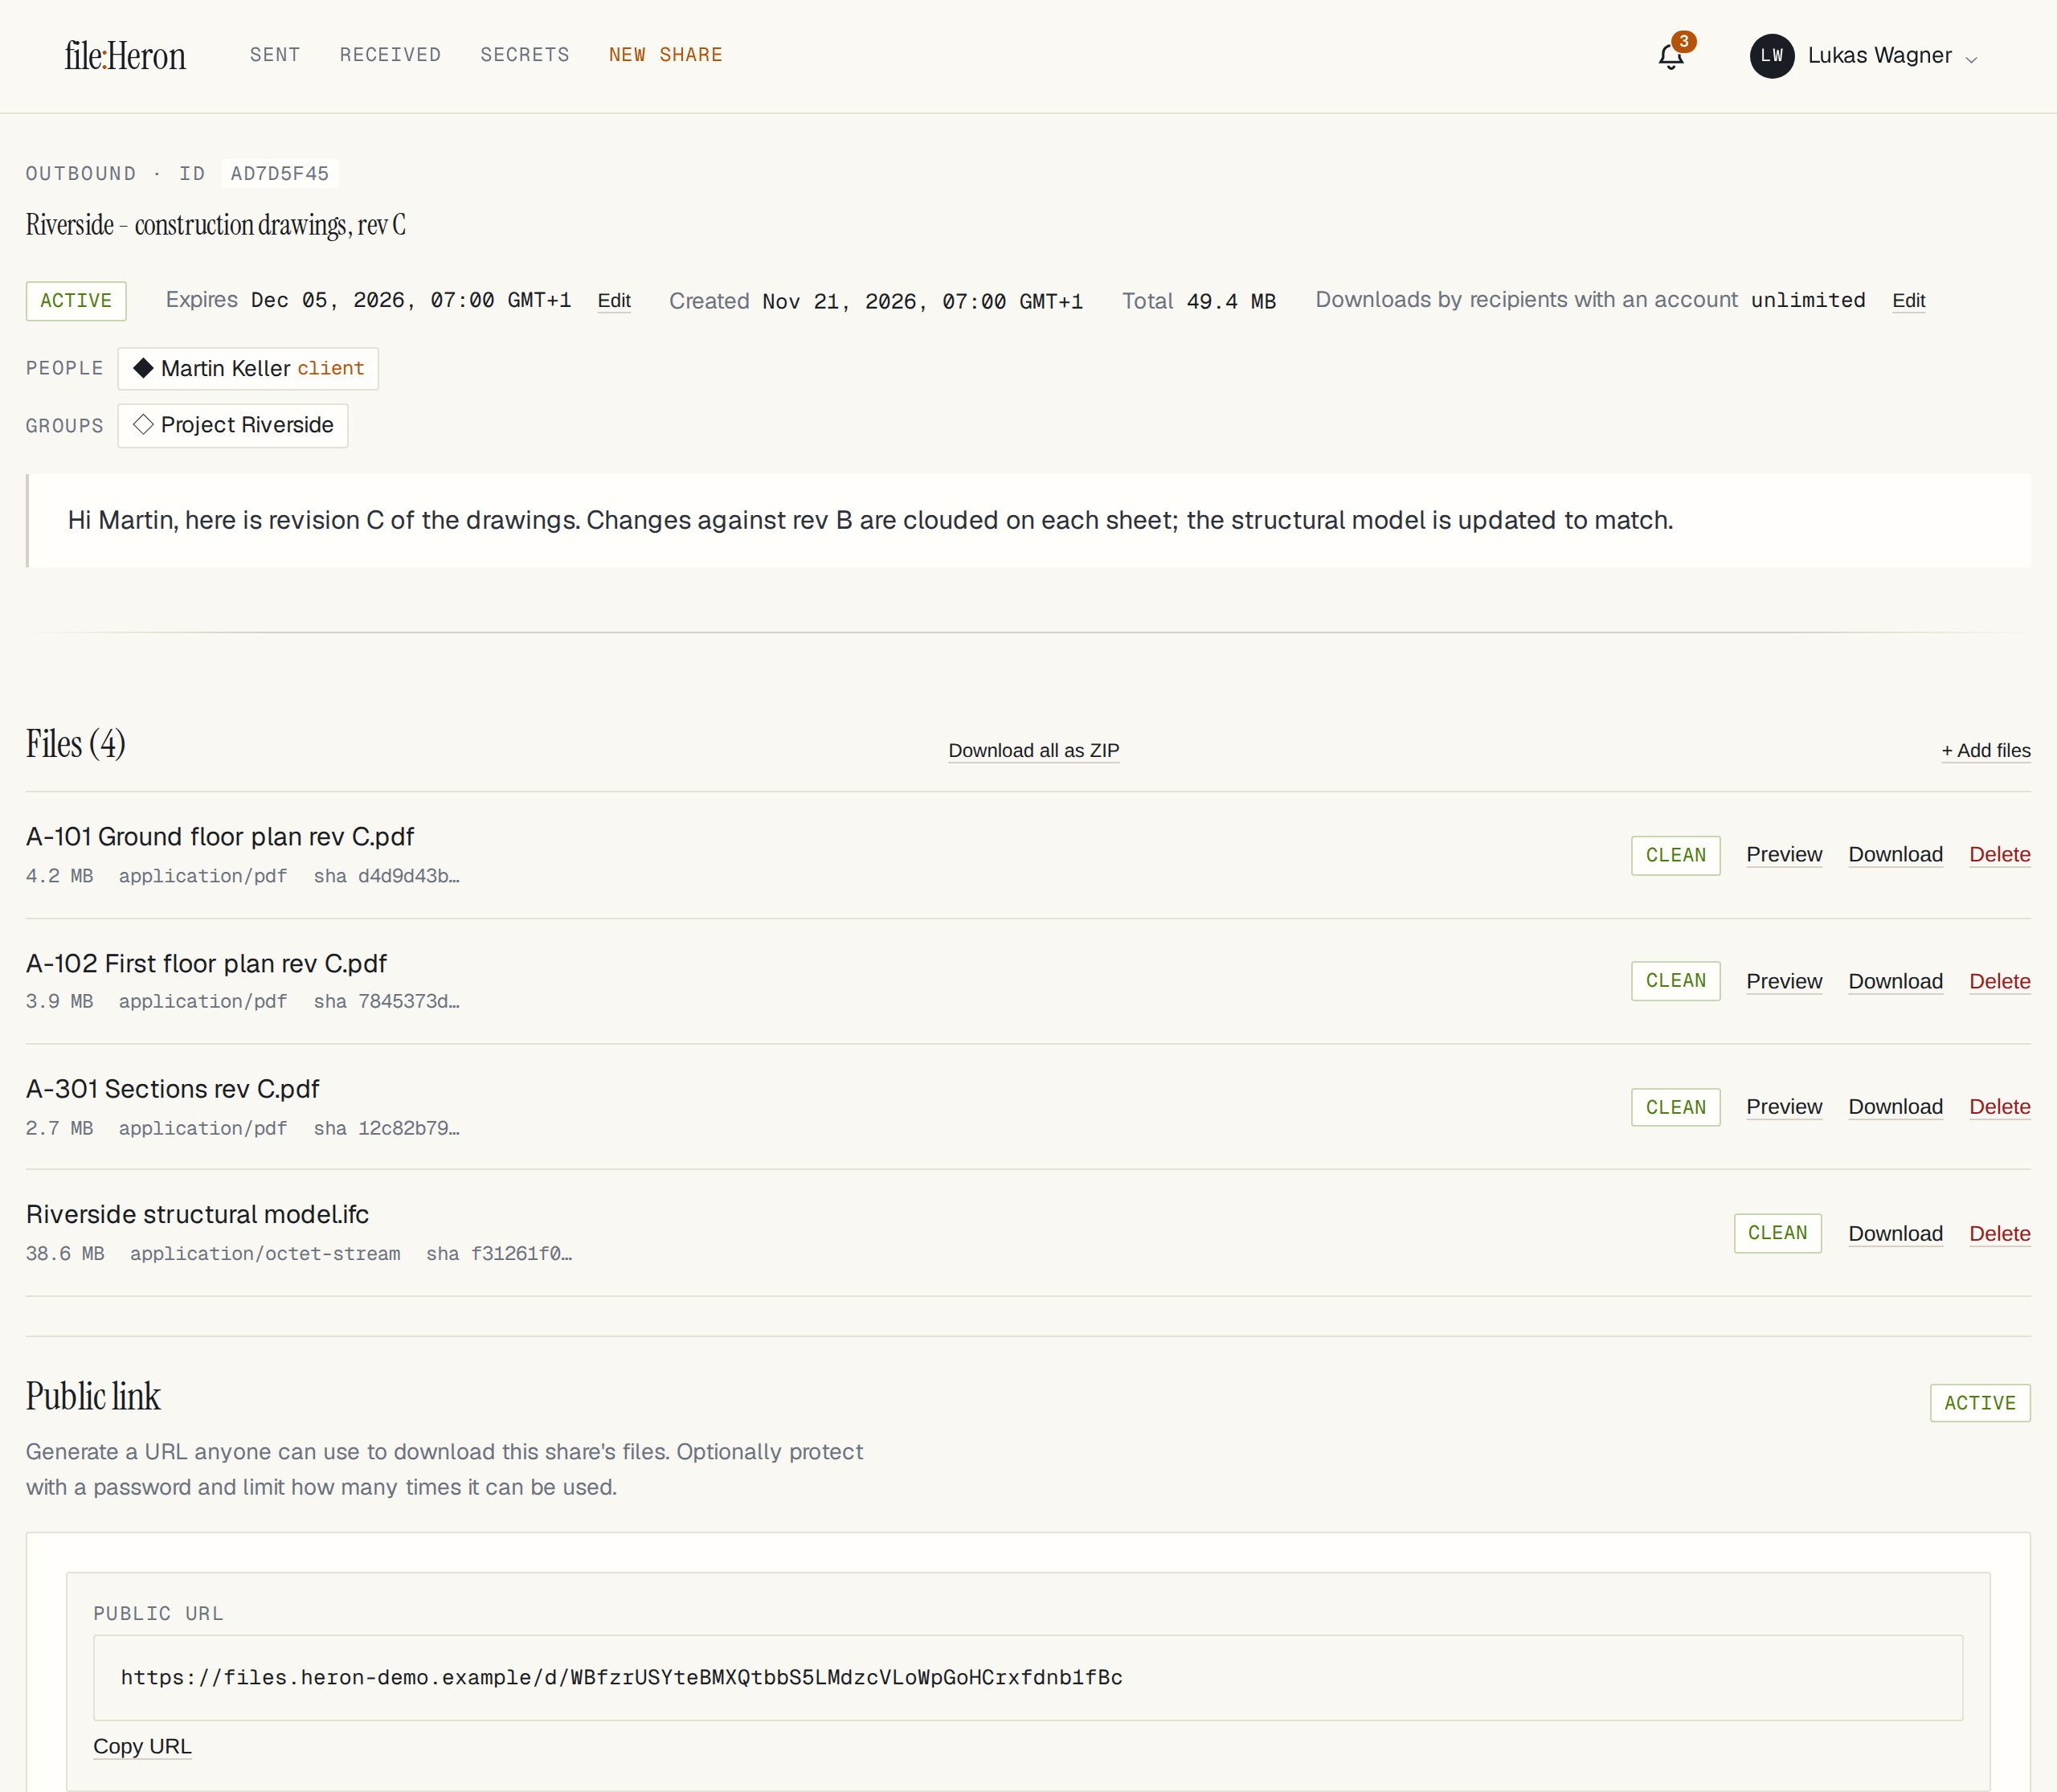 file:Heron SENT RECEIVED SECRETS NEW SHARE 3 LW Lukas Wagner
OUTBOUND · ID AD7D5F45
Riverside – construction drawings, rev C
ACTIVE Expires Dec 05, 2026, 07:00 GMT+1 Edit Created Nov 21, 2026, 07:00 GMT+1 Total 49.4 MB Downloads by recipients with an account unlimited Edit
PEOPLE Martin Keller client
GROUPS Project Riverside
Hi Martin, here is revision C of the drawings. Changes against rev B are clouded on each sheet; the structural model is updated to match.
Files (4) Download all as ZIP + Add files
A-101 Ground floor plan rev C.pdf
4.2 MB application/pdf sha d4d9d43b…
CLEAN Preview Download Delete
A-102 First floor plan rev C.pdf
3.9 MB application/pdf sha 7845373d…
CLEAN Preview Download Delete
A-301 Sections rev C.pdf
2.7 MB application/pdf sha 12c82b79…
CLEAN Preview Download Delete
Riverside structural model.ifc
38.6 MB application/octet-stream sha f31261f0…
CLEAN Download Delete
Public link ACTIVE
Generate a URL anyone can use to download this share's files. Optionally protect
with a password and limit how many times it can be used.
PUBLIC URL
https://files.heron-demo.example/d/WBfzrUSYteBMXQtbbS5LMdzcVLoWpGoHCrxfdnb1fBc
Copy URL